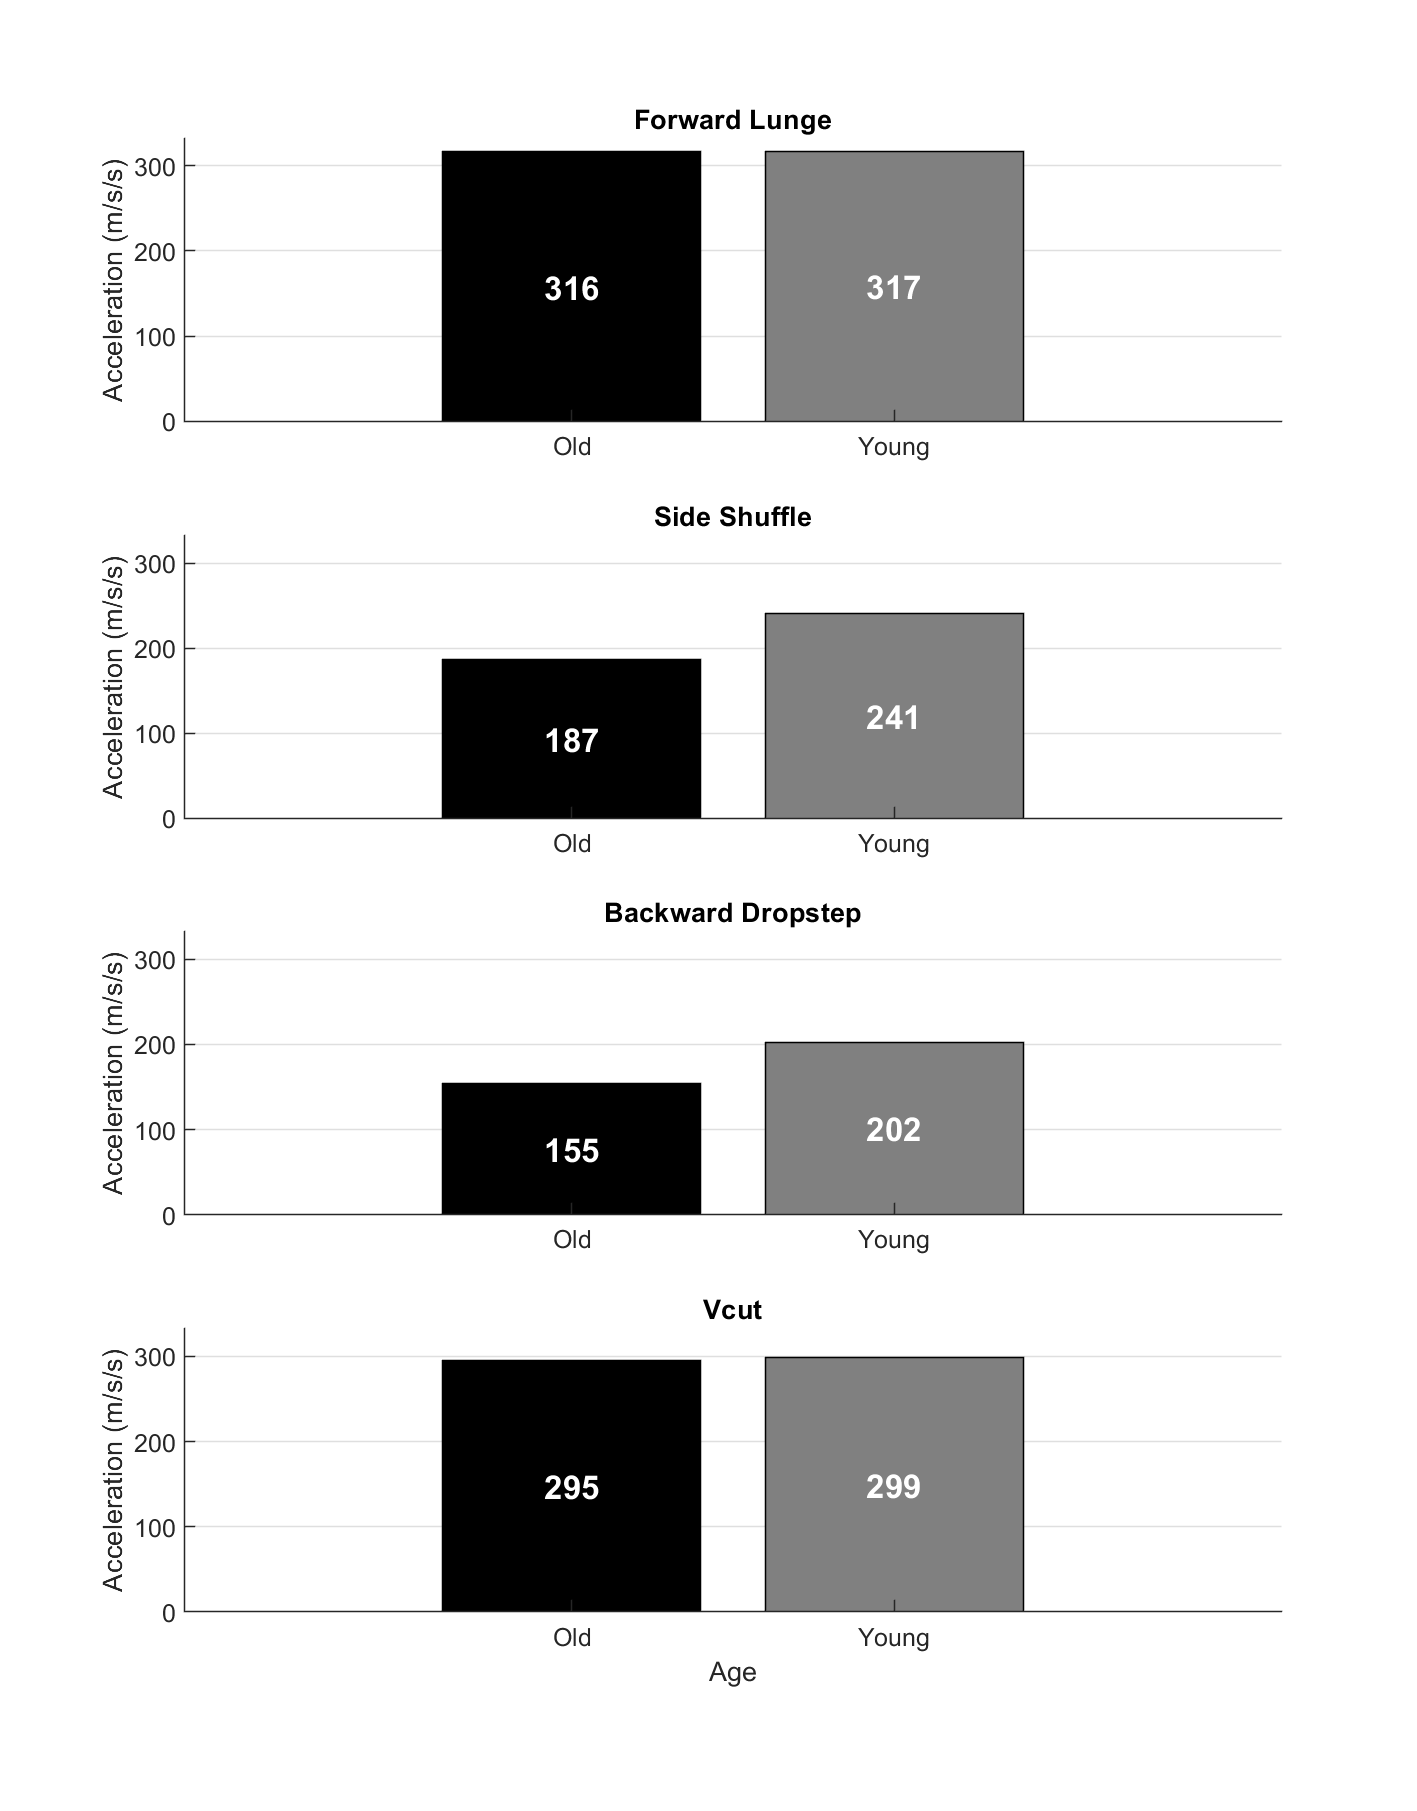 Forward Lunge
Acceleration (m/s/s)
300
200
100
0
316
317
Old
Young
Side Shuffle
Acceleration (m/s/s)
300
200
100
0
187
241
Old
Young
Backward Dropstep
Acceleration (m/s/s)
300
200
100
0
155
202
Old
Young
Vcut
Acceleration (m/s/s)
300
200
100
0
295
299
Old
Young
Age